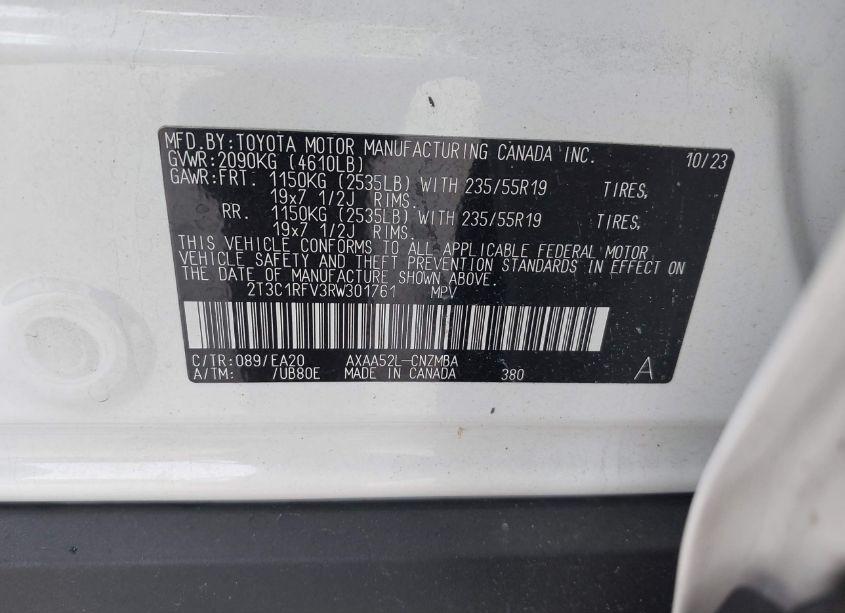 MFD. BY: TOYOTA MOTOR MANUFACTURING CANADA INC. 10/23
GVWR: 2090KG (4610LB)
GAWR: FRT. 1150KG (2535LB) WITH 235/55R19 TIRES,
19x7 1/2J RIMS.
RR. 1150KG (2535LB) WITH 235/55R19 TIRES,
19x7 1/2J RIMS.
THIS VEHICLE CONFORMS TO ALL APPLICABLE FEDERAL MOTOR
VEHICLE SAFETY AND THEFT PREVENTION STANDARDS IN EFFECT ON
THE DATE OF MANUFACTURE SHOWN ABOVE.
2T3C1RFV3RW301761 MPV
C/TR: 089/EA20 AXAA52L-CNZMBA
A/TM: /UB80E MADE IN CANADA 380 A